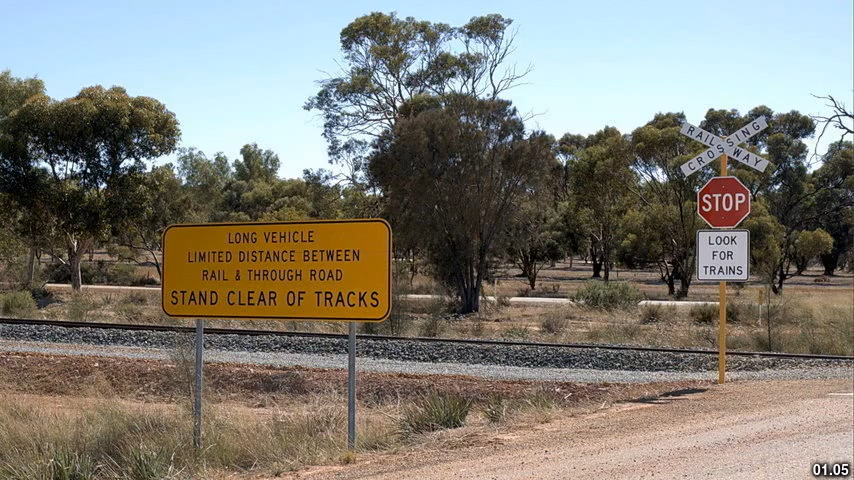 LONG VEHICLE
LIMITED DISTANCE BETWEEN
RAIL & THROUGH ROAD
STAND CLEAR OF TRACKS
RAILWAY
CROSSING
STOP
LOOK
FOR
TRAINS
01.05